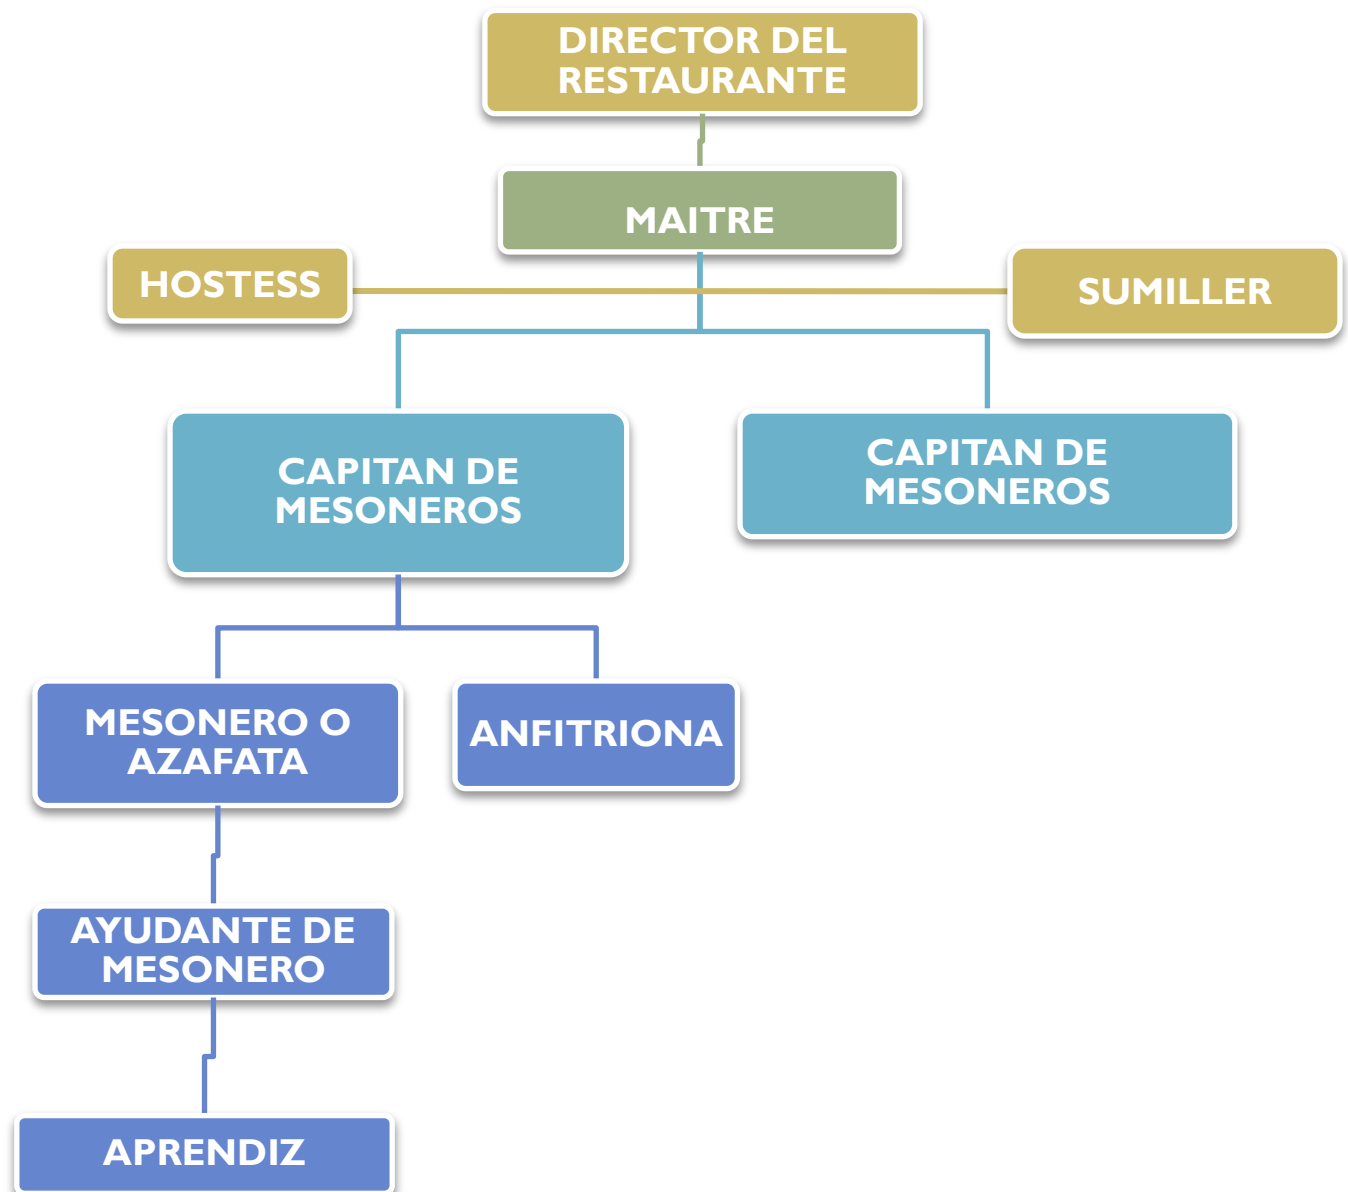 DIRECTOR DEL
RESTAURANTE
MAITRE
HOSTESS
SUMILLER
CAPITAN DE
MESONEROS
CAPITAN DE
MESONEROS
MESONERO O
AZAFATA
ANFITRIONA
AYUDANTE DE
MESONERO
APRENDIZ